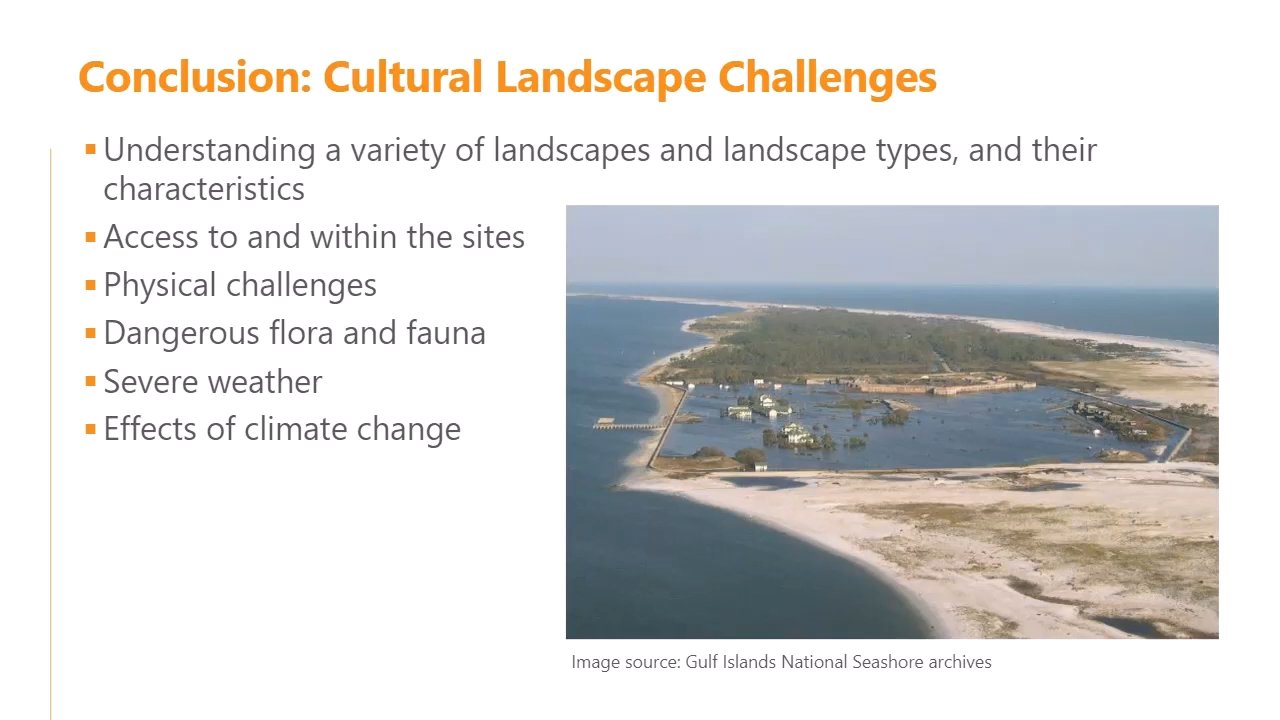 Conclusion: Cultural Landscape Challenges
Understanding a variety of landscapes and landscape types, and their
characteristics
Access to and within the sites
Physical challenges
Dangerous flora and fauna
Severe weather
Effects of climate change
Image source: Gulf Islands National Seashore archives